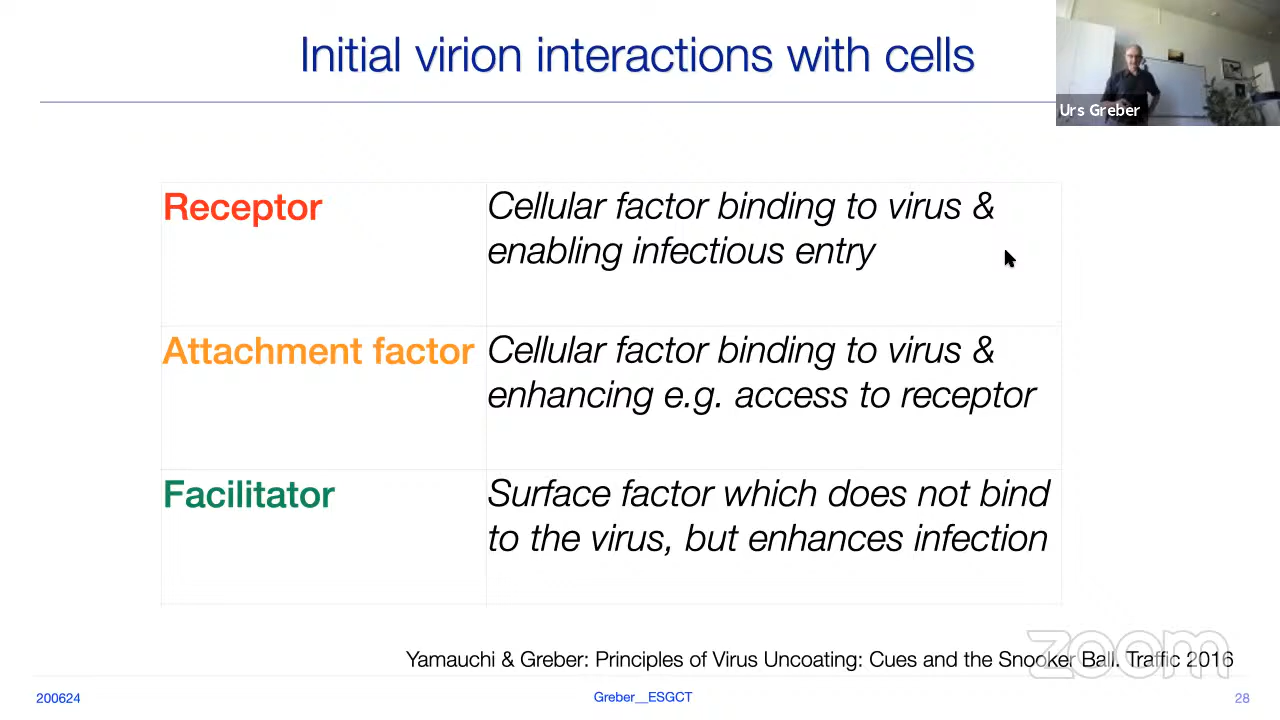 Initial virion interactions with cells
Urs Greber
Receptor
Cellular factor binding to virus &
enabling infectious entry
Attachment factor
Cellular factor binding to virus &
enhancing e.g. access to receptor
Facilitator
Surface factor which does not bind
to the virus, but enhances infection
zoom
Yamauchi & Greber: Principles of Virus Uncoating: Cues and the Snooker Ball. Traffic 2016
200624
Greber__ESGCT
28